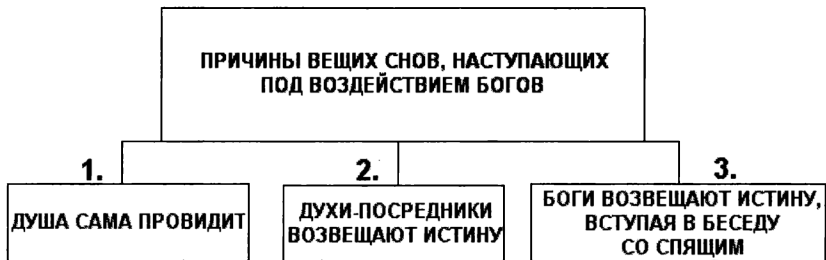 ПРИЧИНЫ ВЕЩИХ СНОВ, НАСТУПАЮЩИХ
ПОД ВОЗДЕЙСТВИЕМ БОГОВ
1.
ДУША САМА ПРОВИДИТ
2.
ДУХИ-ПОСРЕДНИКИ
ВОЗВЕЩАЮТ ИСТИНУ
3.
БОГИ ВОЗВЕЩАЮТ ИСТИНУ,
ВСТУПАЯ В БЕСЕДУ
СО СПЯЩИМ